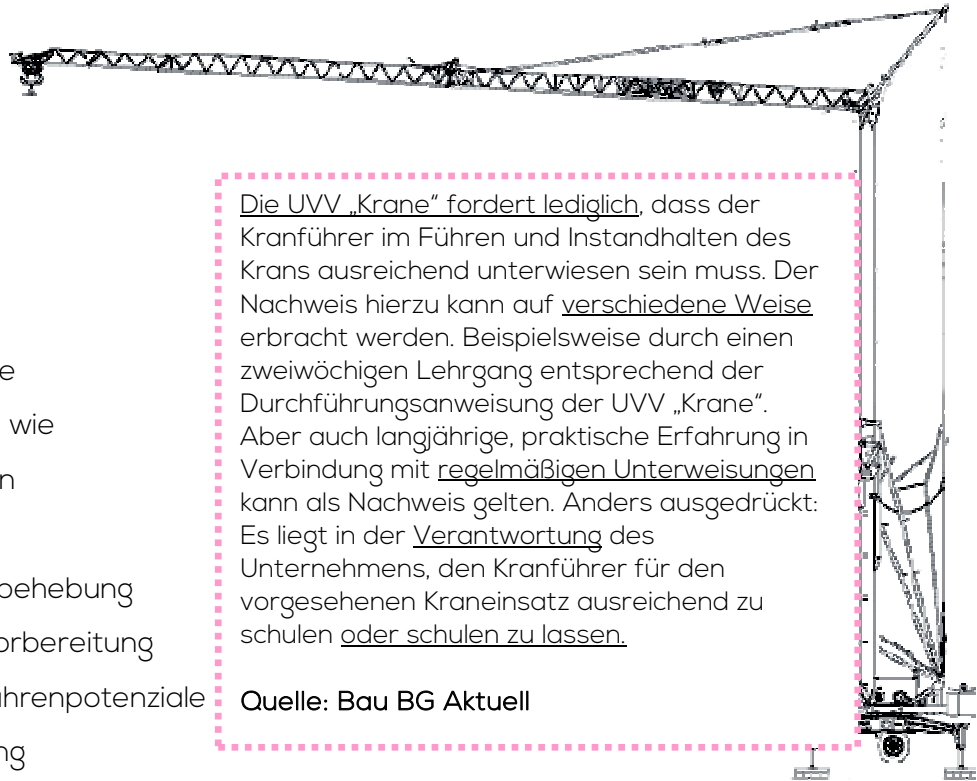 Die UVV „Krane“ fordert lediglich, dass der
Kranführer im Führen und Instandhalten des
Krans ausreichend unterwiesen sein muss. Der
Nachweis hierzu kann auf verschiedene Weise
erbracht werden. Beispielsweise durch einen
zweiwöchigen Lehrgang entsprechend der
Durchführungsanweisung der UVV „Krane“.
Aber auch langjährige, praktische Erfahrung in
Verbindung mit regelmäßigen Unterweisungen
kann als Nachweis gelten. Anders ausgedrückt:
Es liegt in der Verantwortung des
Unternehmens, den Kranführer für den
vorgesehenen Kraneinsatz ausreichend zu
schulen oder schulen zu lassen.
Quelle: Bau BG Aktuell
e
wie
n
behebung
orbereitung
ahrenpotenziale
ng